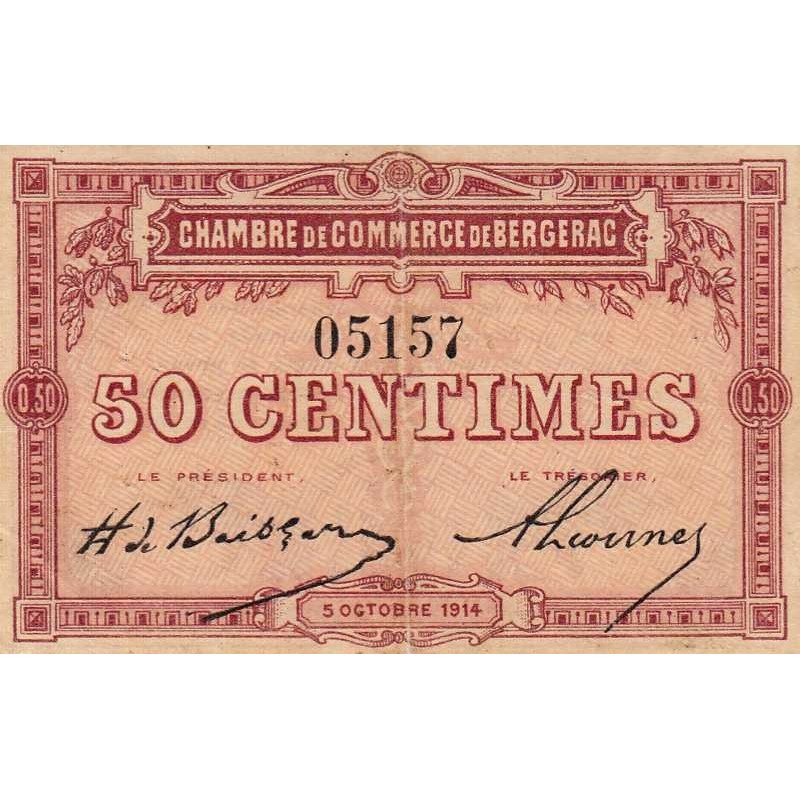 CHAMBRE DE COMMERCE DE BERGERAC
05157
50 CENTIMES
0.50 0.50
LE PRÉSIDENT, LE TRÉSORIER,
H de
5 OCTOBRE 1914